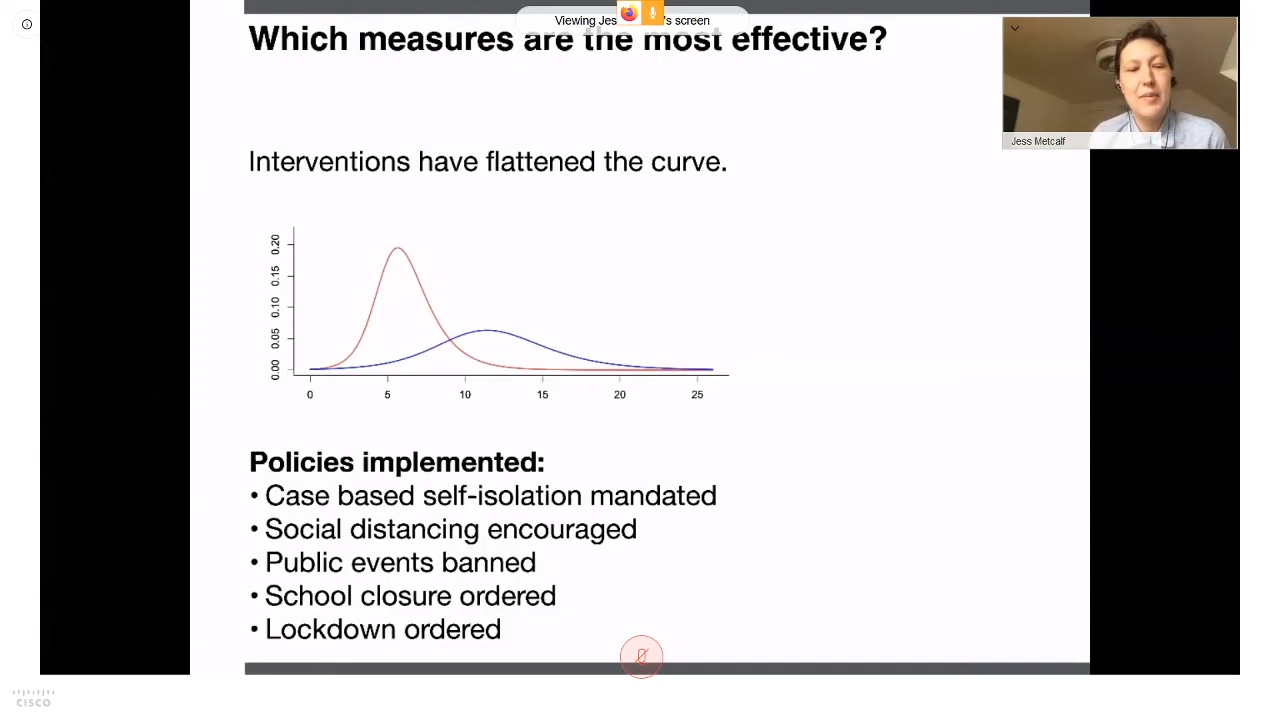 Viewing Jes 's screen
Which measures are the most effective?
Jess Metcalf
Interventions have flattened the curve.
0.20
0.15
0.10
0.05
0.00
0 5 10 15 20 25
Policies implemented:
• Case based self-isolation mandated
• Social distancing encouraged
• Public events banned
• School closure ordered
• Lockdown ordered
CISCO